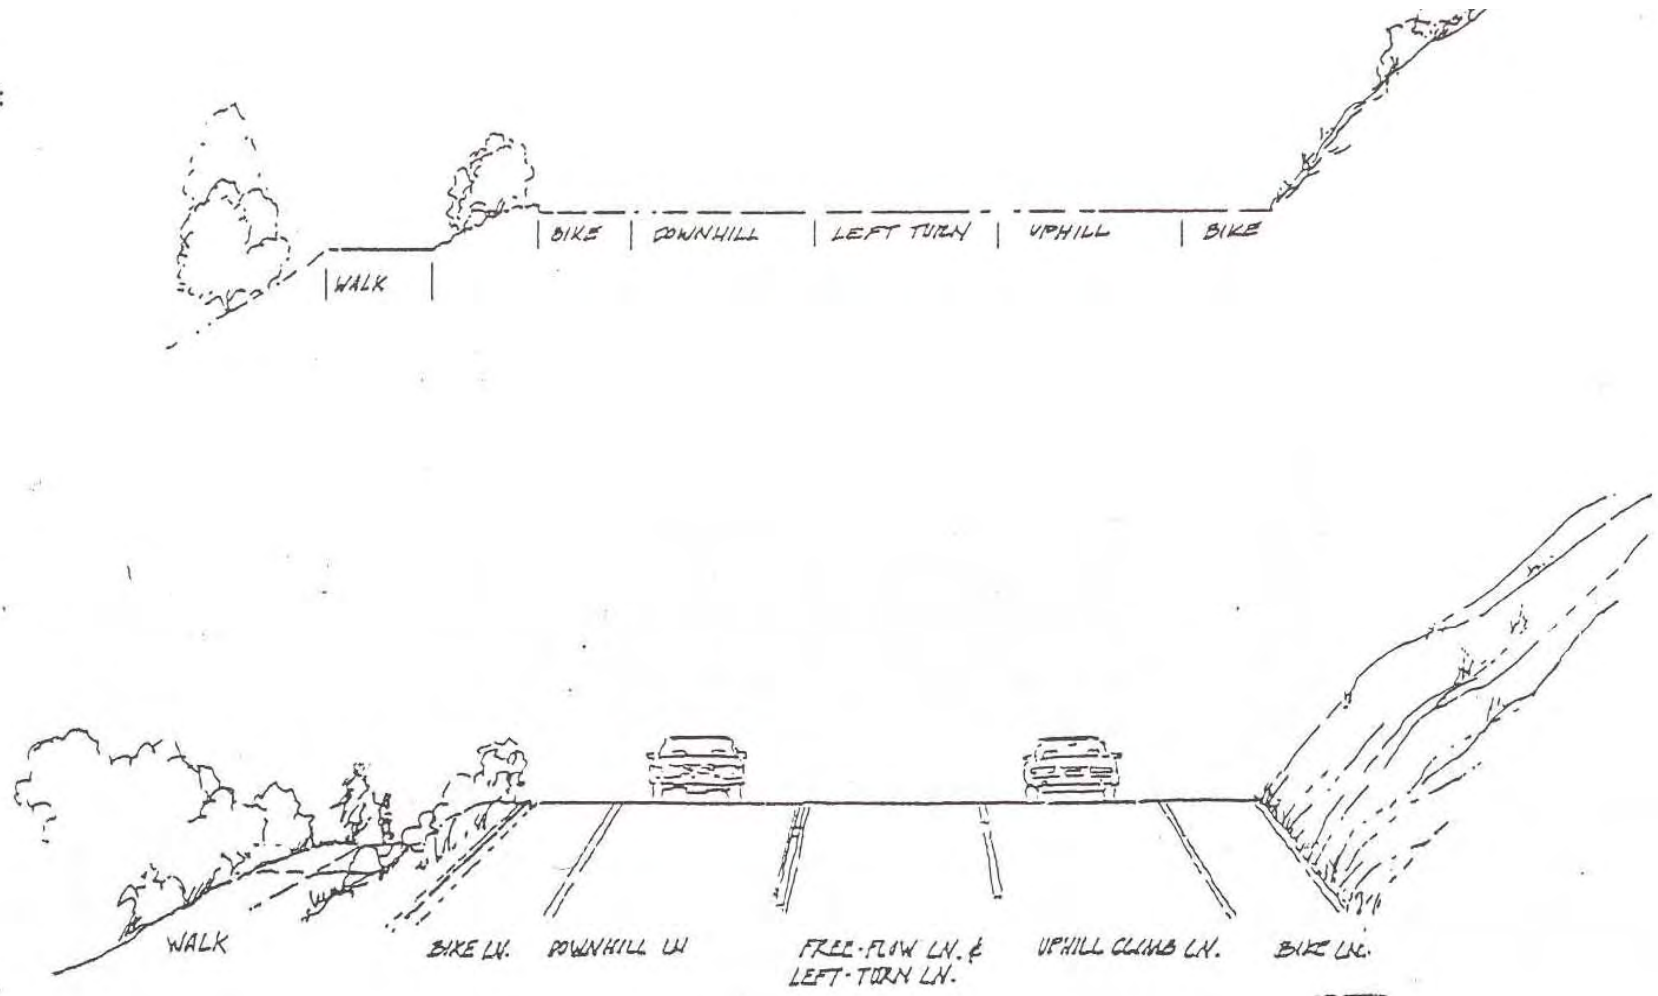 BIKE DOWNHILL LEFT TURN UPHILL BIKE
WALK
WALK BIKE LN. DOWNHILL LN FREE-FLOW LN. & UPHILL CLIMB LN. BIKE LN.
LEFT-TURN LN.